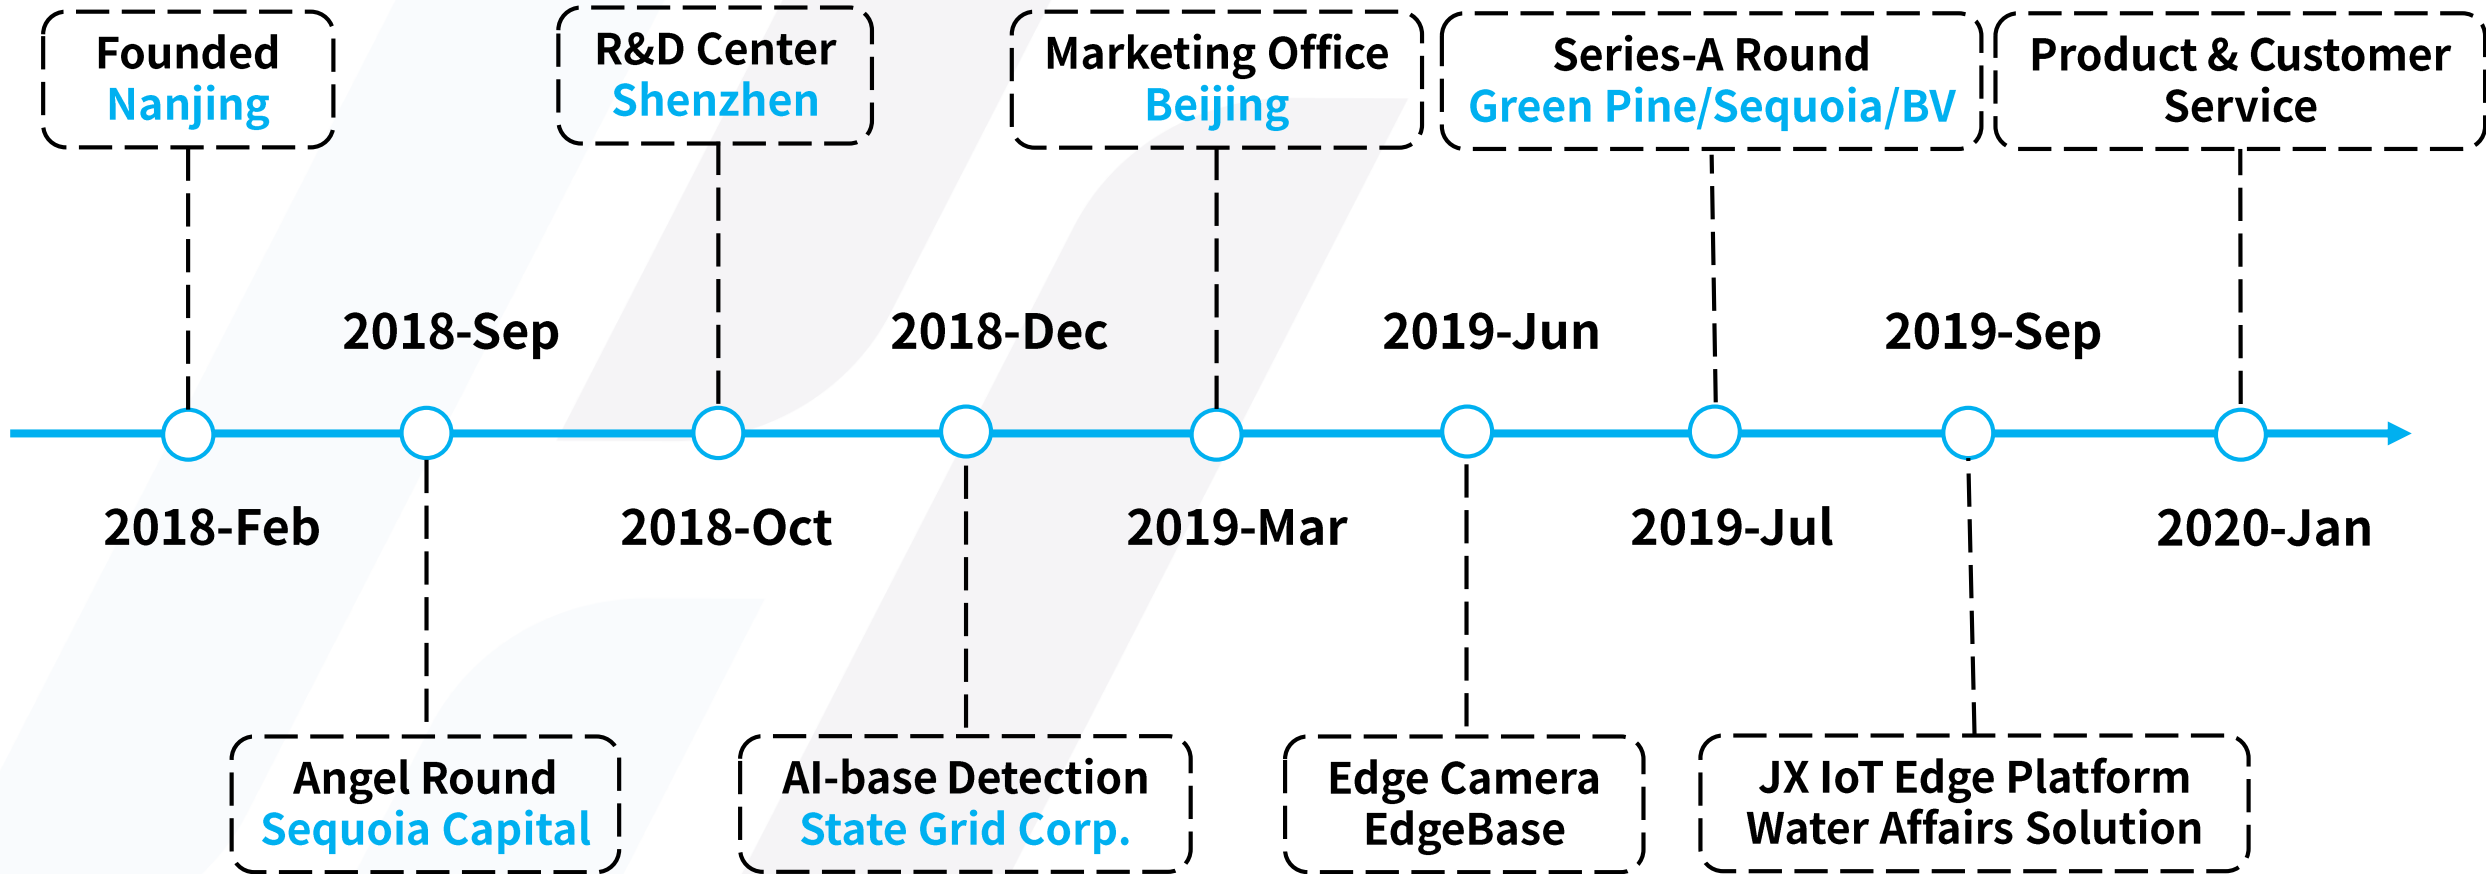 Founded
Nanjing
R&D Center
Shenzhen
Marketing Office
Beijing
Series-A Round
Green Pine/Sequoia/BV
Product & Customer
Service
2018-Sep
2018-Dec
2019-Jun
2019-Sep
2018-Feb
2018-Oct
2019-Mar
2019-Jul
2020-Jan
Angel Round
Sequoia Capital
AI-base Detection
State Grid Corp.
Edge Camera
EdgeBase
JX IoT Edge Platform
Water Affairs Solution